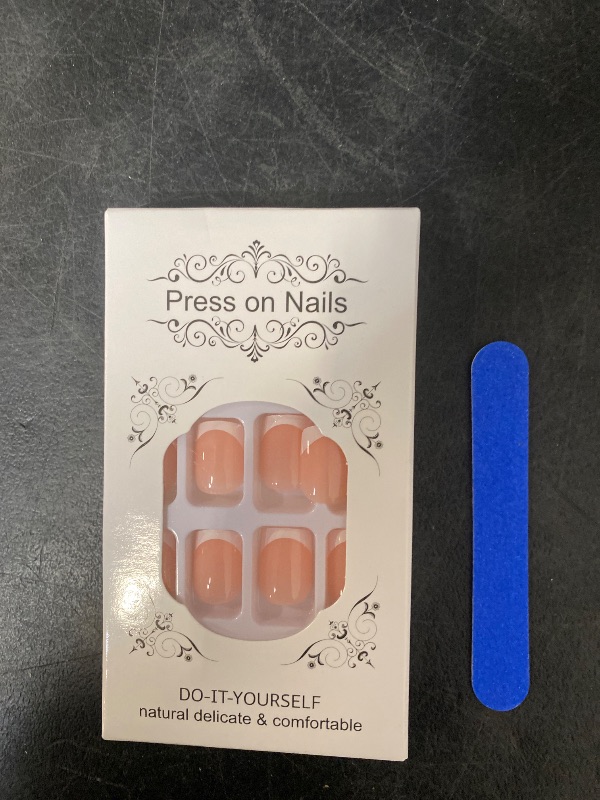 Press on Nails
DO-IT-YOURSELF
natural delicate & comfortable